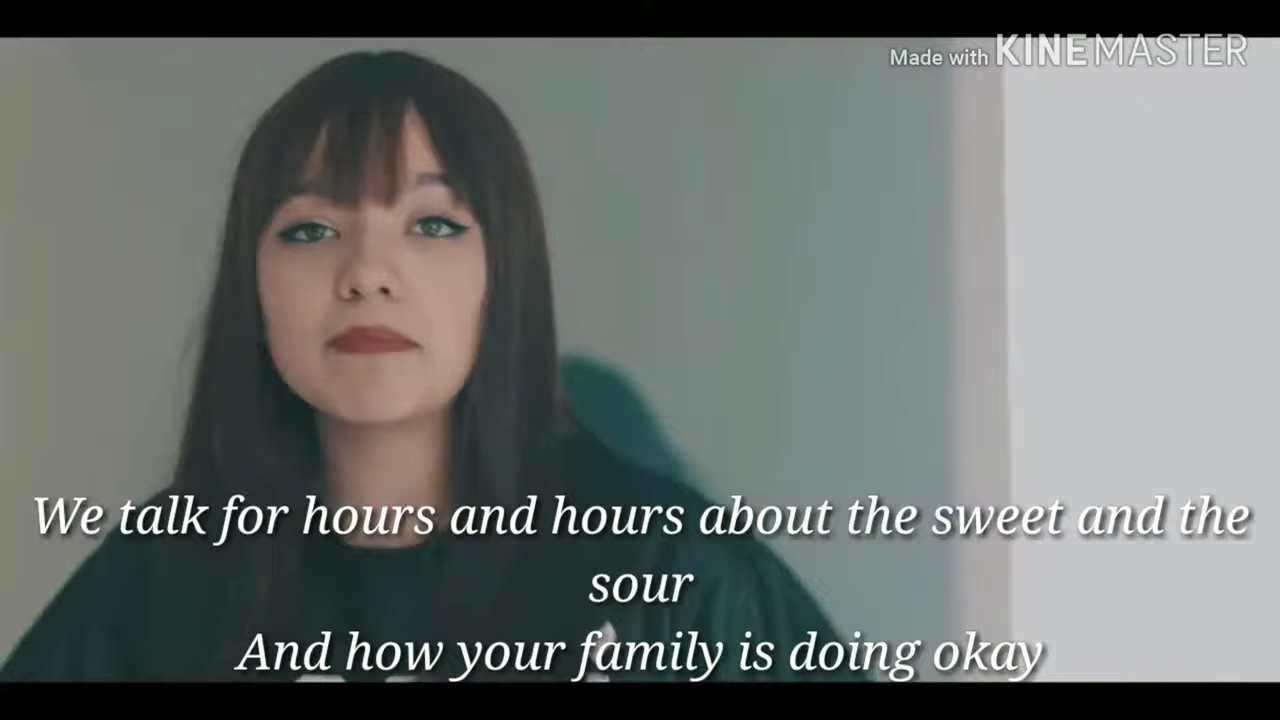 Made with KINEMASTER
We talk for hours and hours about the sweet and the
sour
And how your family is doing okay